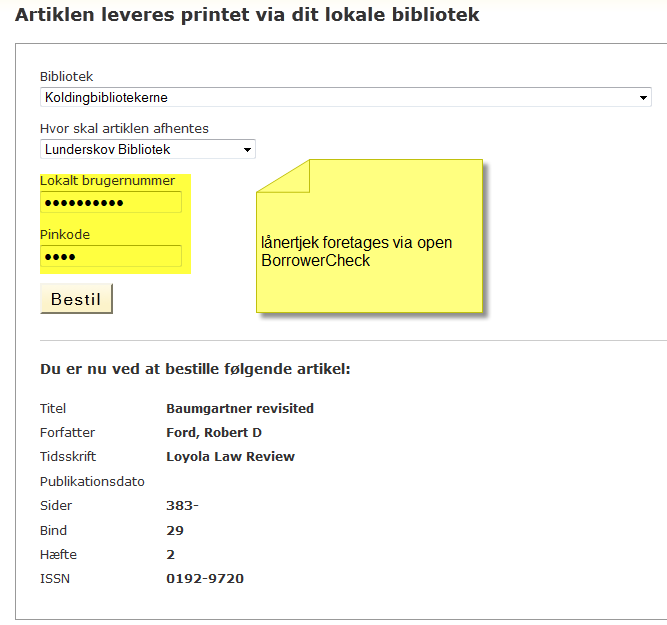 Artiklen leveres printet via dit lokale bibliotek
Bibliotek
Koldingbibliotekerne
Hvor skal artiklen afhentes
Lunderskov Bibliotek
Lokalt brugernummer
••••••••••
Pinkode
••••
Bestil
lånertjek foretages via open
BorrowerCheck
Du er nu ved at bestille følgende artikel:
Titel Baumgartner revisited
Forfatter Ford, Robert D
Tidsskrift Loyola Law Review
Publikationsdato
Sider 383-
Bind 29
Hæfte 2
ISSN 0192-9720